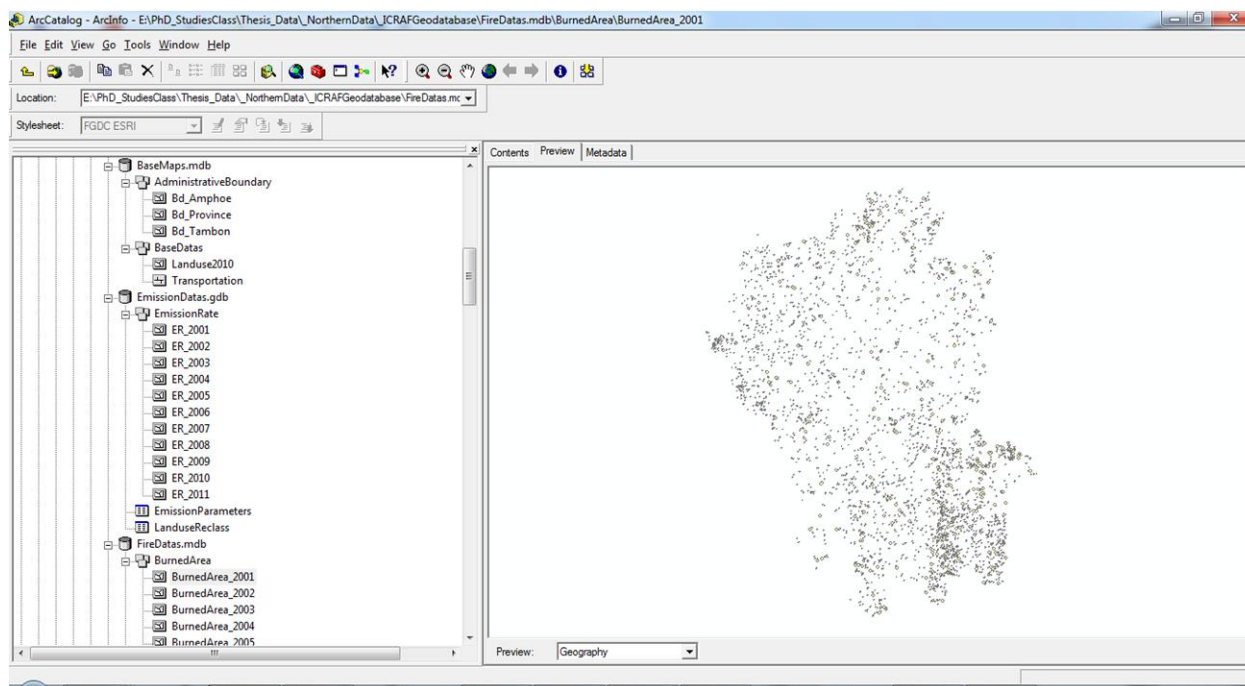 ArcCatalog - ArcInfo - E:\PhD_StudiesClass\Thesis_Data\_NorthernData\_ICRAFGeodatabase\FireDatas.mdb\BurnedArea\BurnedArea_2001
File Edit View Go Tools Window Help
Location: E:\PhD_StudiesClass\Thesis_Data\_NorthernData\_ICRAFGeodatabase\FireDatas.mc
Stylesheet: FGDC ESRI
Contents Preview Metadata
BaseMaps.mdb
AdministrativeBoundary
Bd_Amphoe
Bd_Province
Bd_Tambon
BaseDatas
Landuse2010
Transportation
EmissionDatas.gdb
EmissionRate
ER_2001
ER_2002
ER_2003
ER_2004
ER_2005
ER_2006
ER_2007
ER_2008
ER_2009
ER_2010
ER_2011
EmissionParameters
LanduseReclass
FireDatas.mdb
BurnedArea
BurnedArea_2001
BurnedArea_2002
BurnedArea_2003
BurnedArea_2004
BurnedArea_2005
Preview: Geography